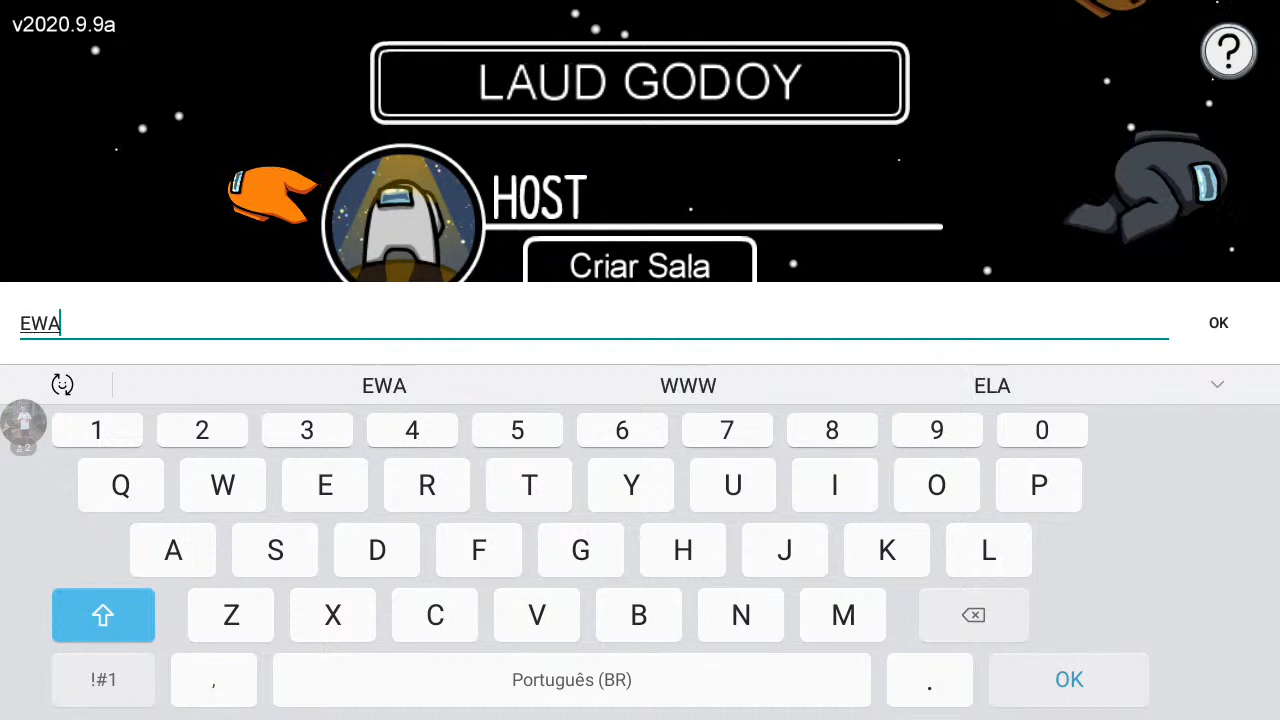 v2020.9.9a
?
LAUD GODOY
HOST
Criar Sala
EWA
OK
EWA WWW ELA
1 2 3 4 5 6 7 8 9 0
Q W E R T Y U I O P
A S D F G H J K L
Z X C V B N M
!#1 , Português (BR) . OK